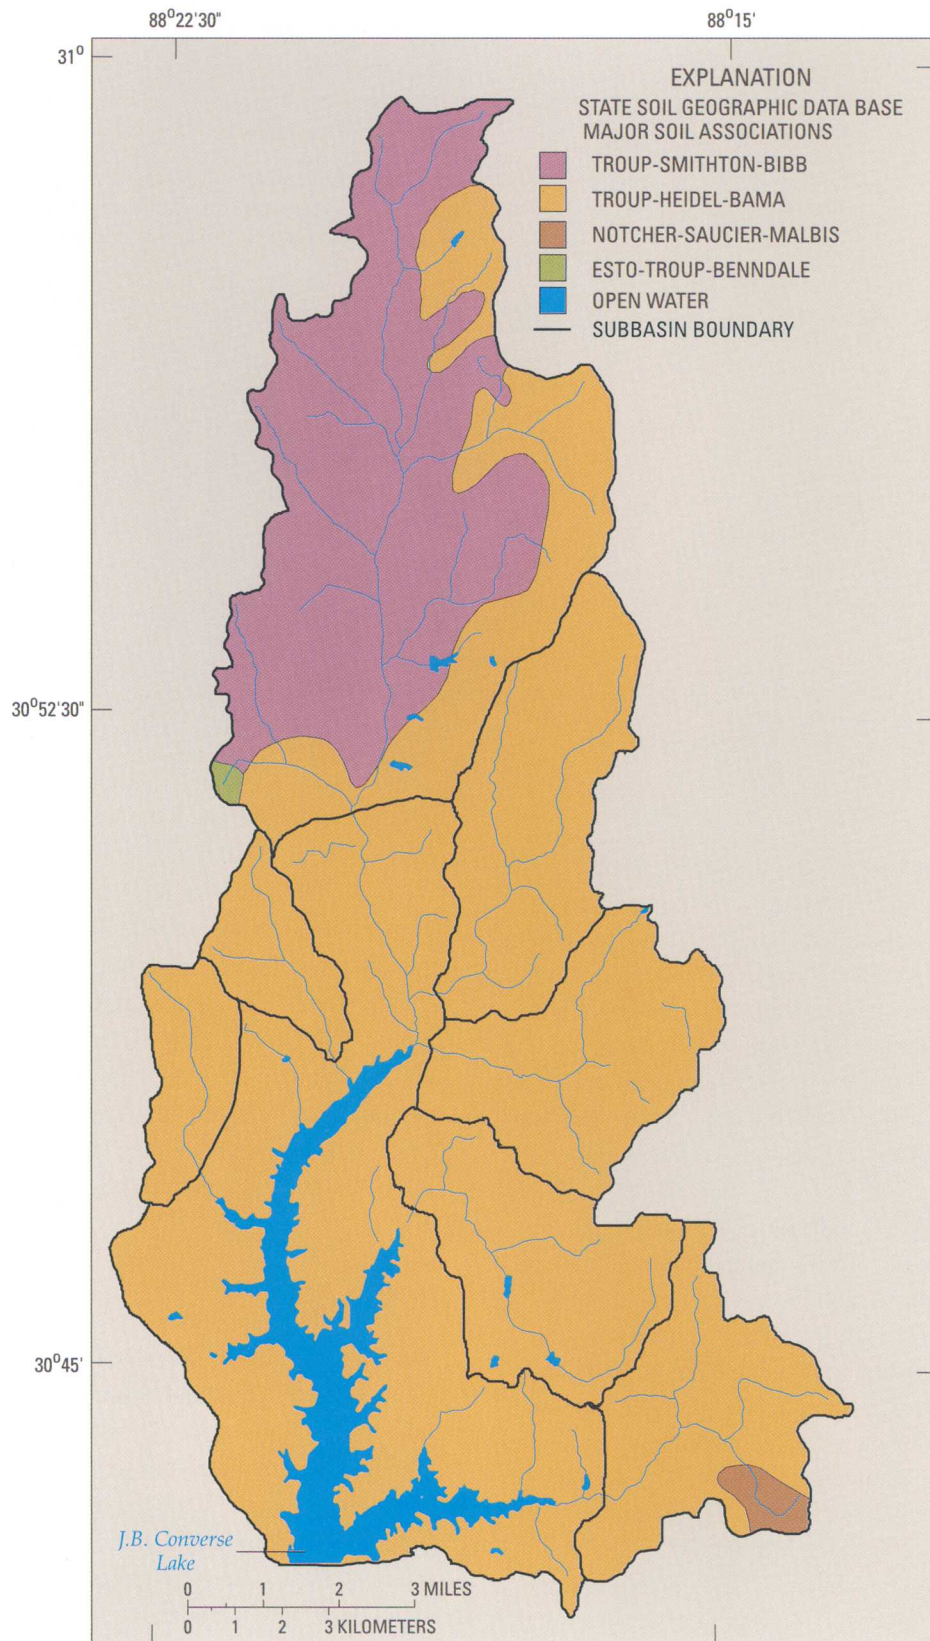 88°22'30"
88°15'
31°
EXPLANATION
STATE SOIL GEOGRAPHIC DATA BASE
MAJOR SOIL ASSOCIATIONS
TROUP-SMITHTON-BIBB
TROUP-HEIDEL-BAMA
NOTCHER-SAUCIER-MALBIS
ESTO-TROUP-BENNDALE
OPEN WATER
SUBBASIN BOUNDARY
30°52'30"
30°45'
J.B. Converse
Lake
0 1 2 3 MILES
0 1 2 3 KILOMETERS